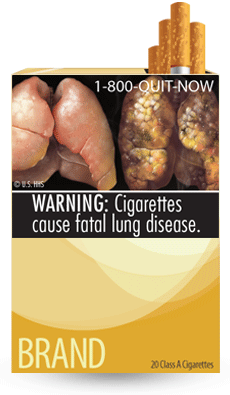 1-800-QUIT-NOW
© U.S. HHS
WARNING: Cigarettes
cause fatal lung disease.
BRAND
20 Class A Cigarettes